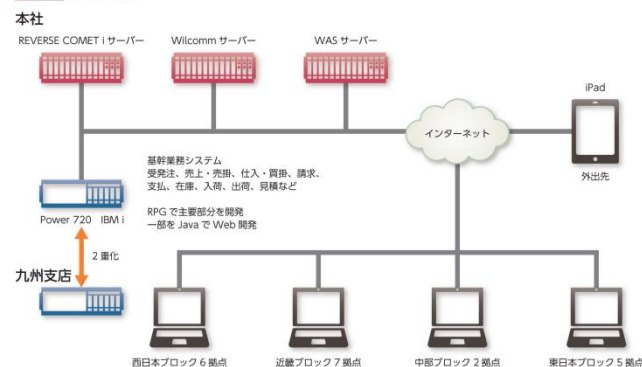 本社
REVERSE COMET i サーバー
Wilcomm サーバー
WAS サーバー
iPad
インターネット
外出先
基幹業務システム
受発注、売上・売掛、仕入・買掛、請求、
支払、在庫、入荷、出荷、見積など
RPG で主要部分を開発
一部を Java で Web 開発
Power 720 IBM i
2 重化
九州支店
西日本ブロック 6 拠点
近畿ブロック 7 拠点
中部ブロック 2 拠点
東日本ブロック 5 拠点